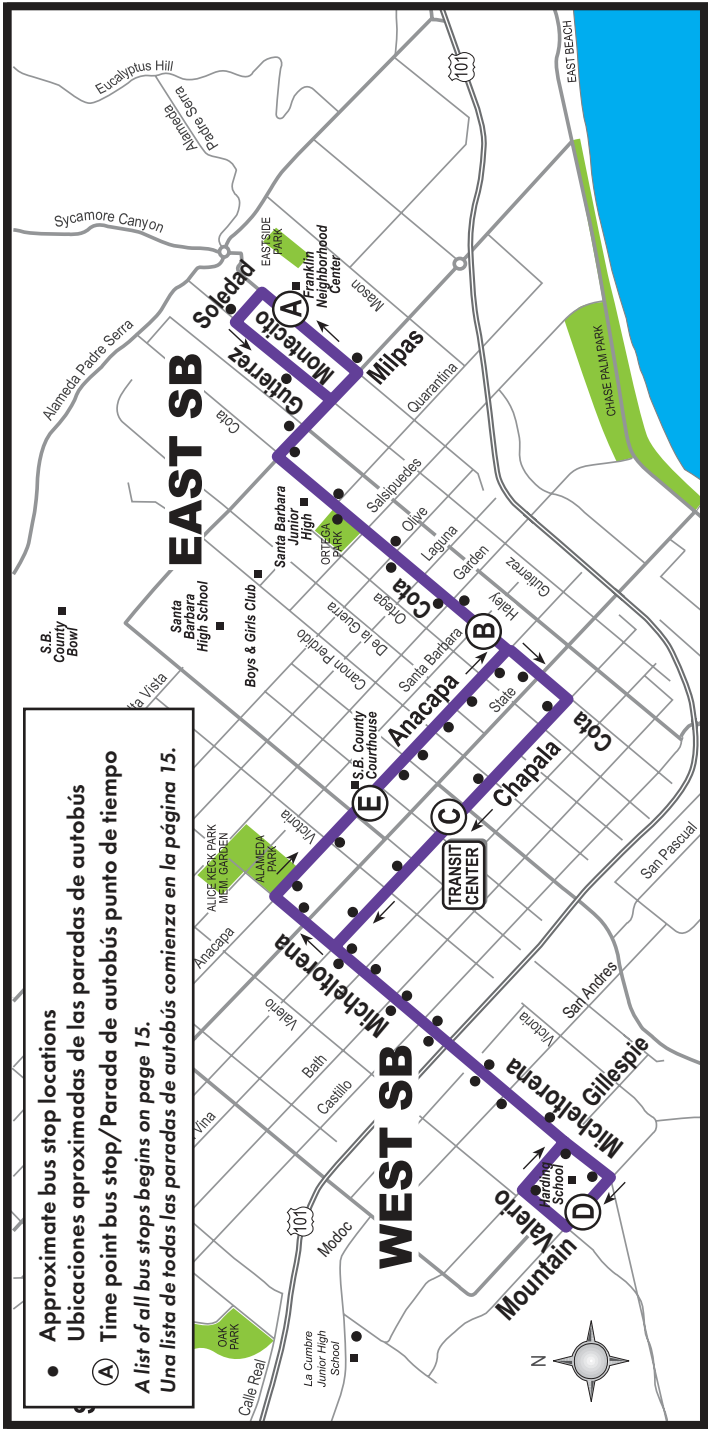 Approximate bus stop locations
Ubicaciones aproximadas de las paradas de autobús
A Time point bus stop/Parada de autobús punto de tiempo
A list of all bus stops begins on page 15.
Una lista de todas las paradas de autobús comienza en la página 15.
S
OAK
PARK
Calle Real
La Cumbre
Junior High
School
Modoc
101
N
WEST SB
Mountain
Valerio
Harding
School
D
Micheltorena
Gillespie
Micheltorena
San Andres
Victoria
San Pascual
Castillo
Bath
Valerio
Vina
Anacapa
ALICE KECK PARK
MEM. GARDEN
ALAMEDA
PARK
Victoria
Micheltorena
E
S.B. County
Courthouse
TRANSIT
CENTER
C
Chapala
Anacapa
State
Cota
B
Santa Barbara
Canon Perdido
De la Guerra
Ortega
Cota
Haley
Gutierrez
Garden
Laguna
Olive
Salsipuedes
lta Vista
S.B.
County
Bowl
Santa
Barbara
High School
Boys & Girls Club
Santa Barbara
Junior
High
ORTEGA
PARK
EAST SB
Cota
Gutierrez
Montecito
Soledad
A
Milpas
Quarantina
Mason
Franklin
Neighborhood
Center
EASTSIDE
PARK
Alameda Padre Serra
Sycamore Canyon
Eucalyptus Hill
Alameda
Padre Serra
101
EAST BEACH
CHASE PALM PARK